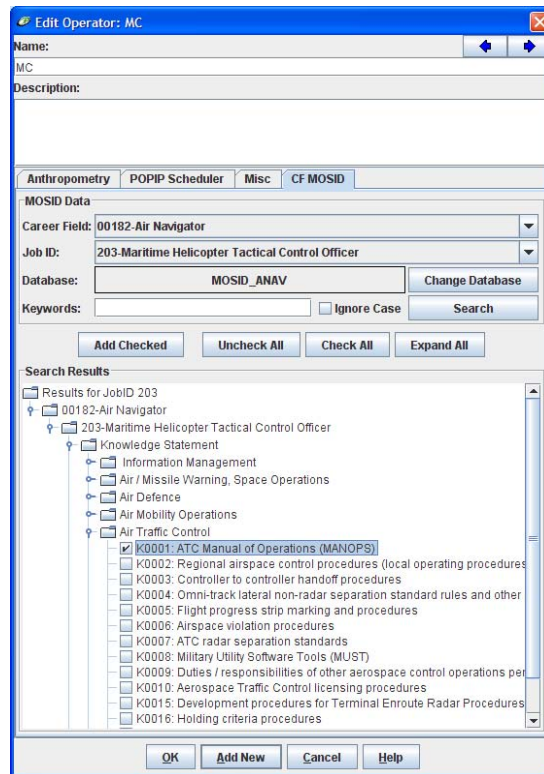 Edit Operator: MC
Name:
MC
Description:
Anthropometry POPIP Scheduler Misc CF MOSID
MOSID Data
Career Field: 00182-Air Navigator
Job ID: 203-Maritime Helicopter Tactical Control Officer
Database: MOSID_ANAV Change Database
Keywords: Ignore Case Search
Add Checked Uncheck All Check All Expand All
Search Results
Results for JobID 203
00182-Air Navigator
203-Maritime Helicopter Tactical Control Officer
Knowledge Statement
Information Management
Air / Missile Warning, Space Operations
Air Defence
Air Mobility Operations
Air Traffic Control
K0001: ATC Manual of Operations (MANOPS)
K0002: Regional airspace control procedures (local operating procedures
K0003: Controller to controller handoff procedures
K0004: Omni-track lateral non-radar separation standard rules and other
K0005: Flight progress strip marking and procedures
K0006: Airspace violation procedures
K0007: ATC radar separation standards
K0008: Military Utility Software Tools (MUST)
K0009: Duties / responsibilities of other aerospace control operations per
K0010: Aerospace Traffic Control licensing procedures
K0015: Development procedures for Terminal Enroute Radar Procedures
K0016: Holding criteria procedures
OK Add New Cancel Help